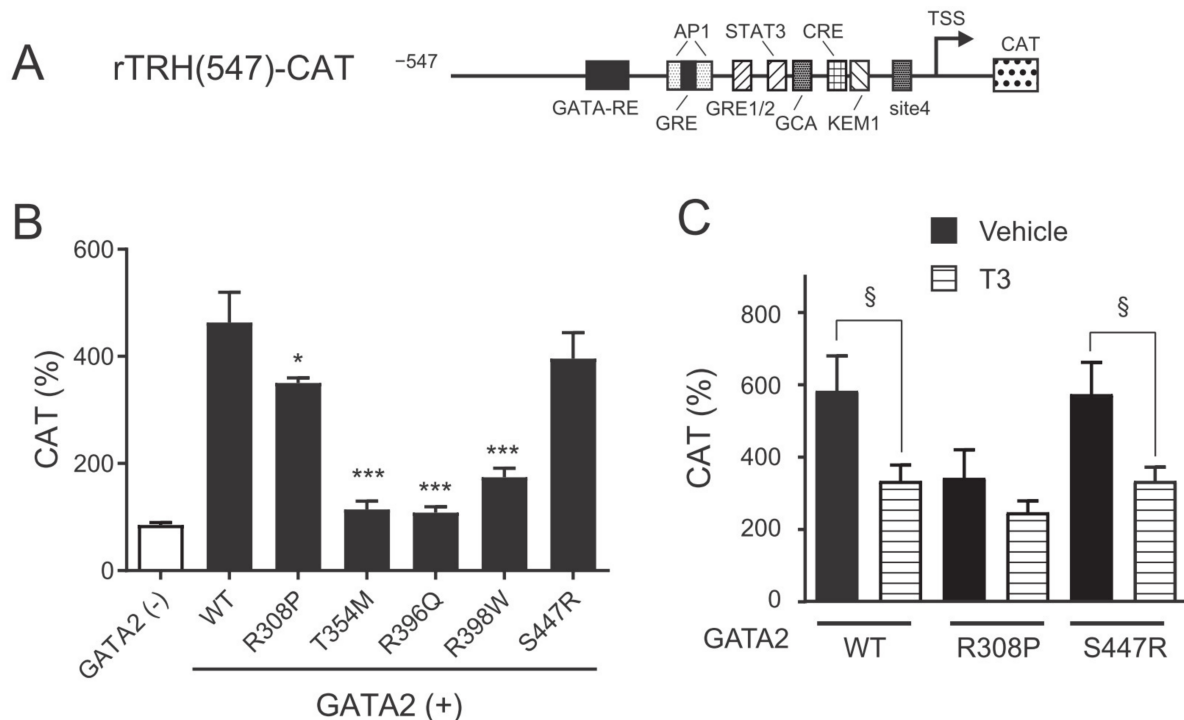 A
rTRH(547)-CAT
−547
AP1
STAT3
CRE
TSS
CAT
GATA-RE
GRE
GRE1/2
GCA
KEM1
site4
B
CAT (%)
600
400
200
0
*
***
***
***
GATA2 (-)
WT
R308P
T354M
R396Q
R398W
S447R
GATA2 (+)
C
Vehicle
T3
CAT (%)
800
600
400
200
0
§
§
GATA2
WT
R308P
S447R